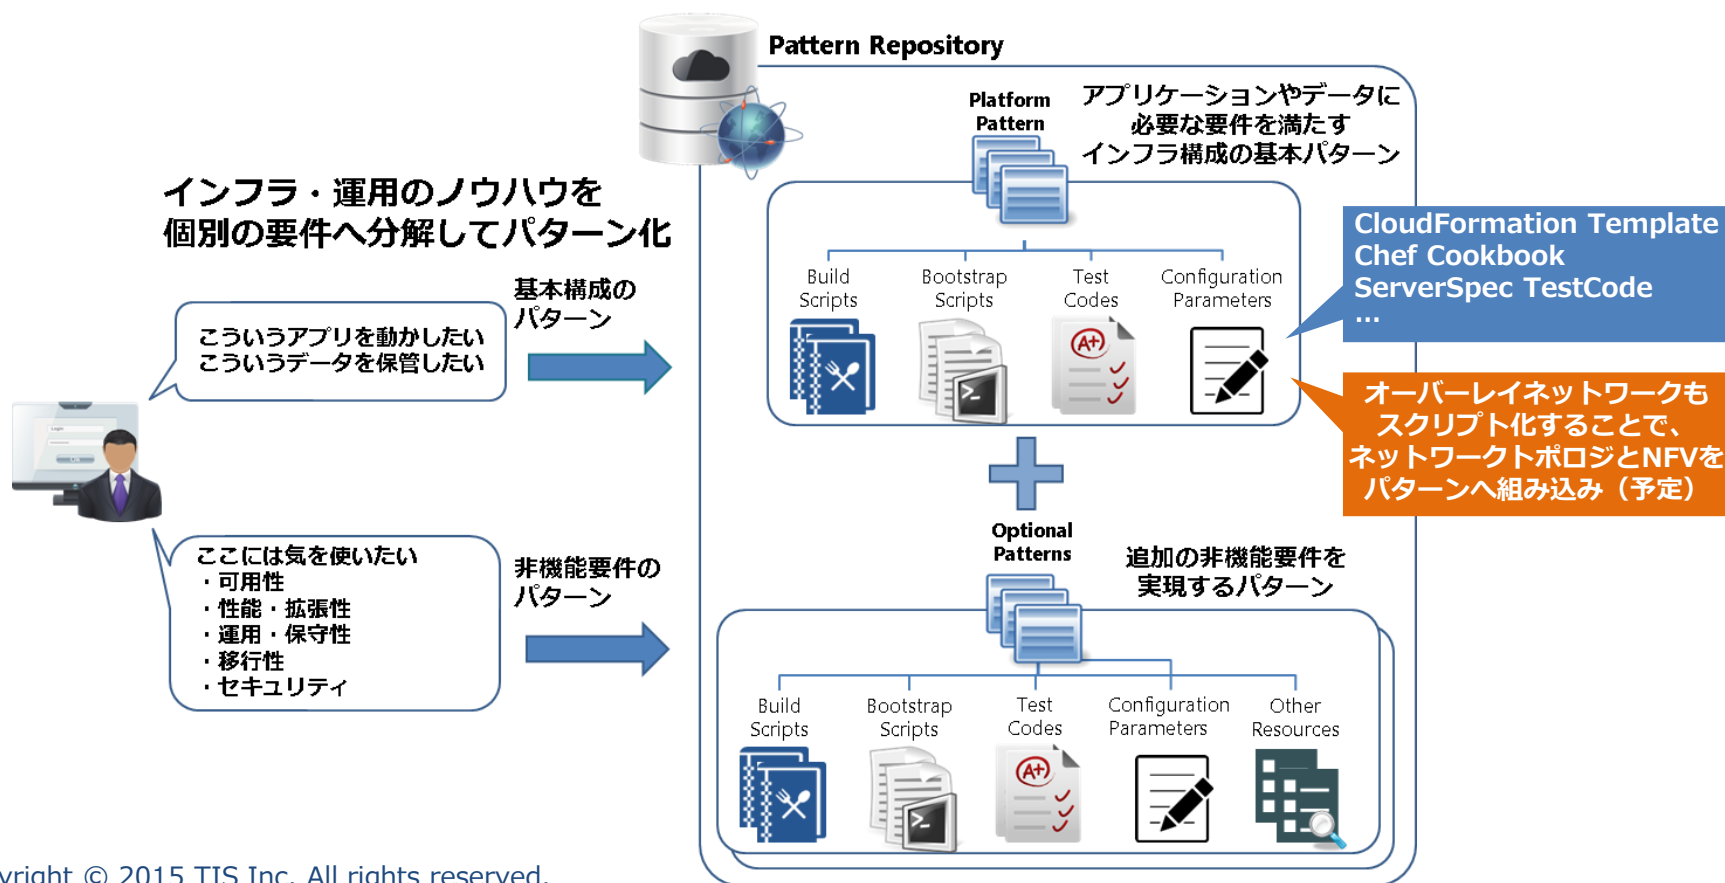 Pattern Repository
Platform
Pattern
アプリケーションやデータに
必要な要件を満たす
インフラ構成の基本パターン
インフラ・運用のノウハウを
個別の要件へ分解してパターン化
基本構成の
パターン
こういうアプリを動かしたい
こういうデータを保管したい
Build
Scripts
Bootstrap
Scripts
Test
Codes
Configuration
Parameters
A+
>_
CloudFormation Template
Chef Cookbook
ServerSpec TestCode
…
オーバーレイネットワークも
スクリプト化することで、
ネットワークトポロジとNFVを
パターンへ組み込み（予定）
Login
OK
ここには気を使いたい
・可用性
・性能・拡張性
・運用・保守性
・移行性
・セキュリティ
非機能要件の
パターン
Optional
Patterns
追加の非機能要件を
実現するパターン
Build
Scripts
Bootstrap
Scripts
Test
Codes
Configuration
Parameters
Other
Resources
A+
>_
yright © 2015 TIS Inc. All rights reserved.